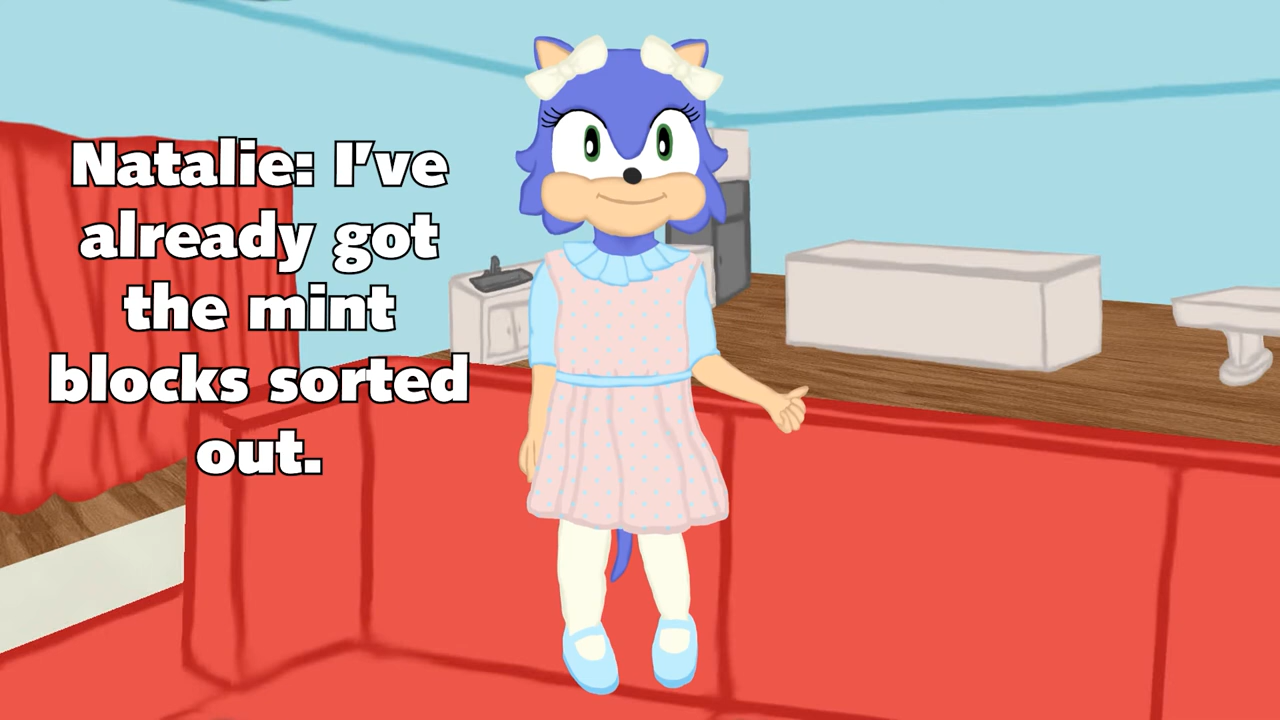 Natalie: I've
already got
the mint
blocks sorted
out.